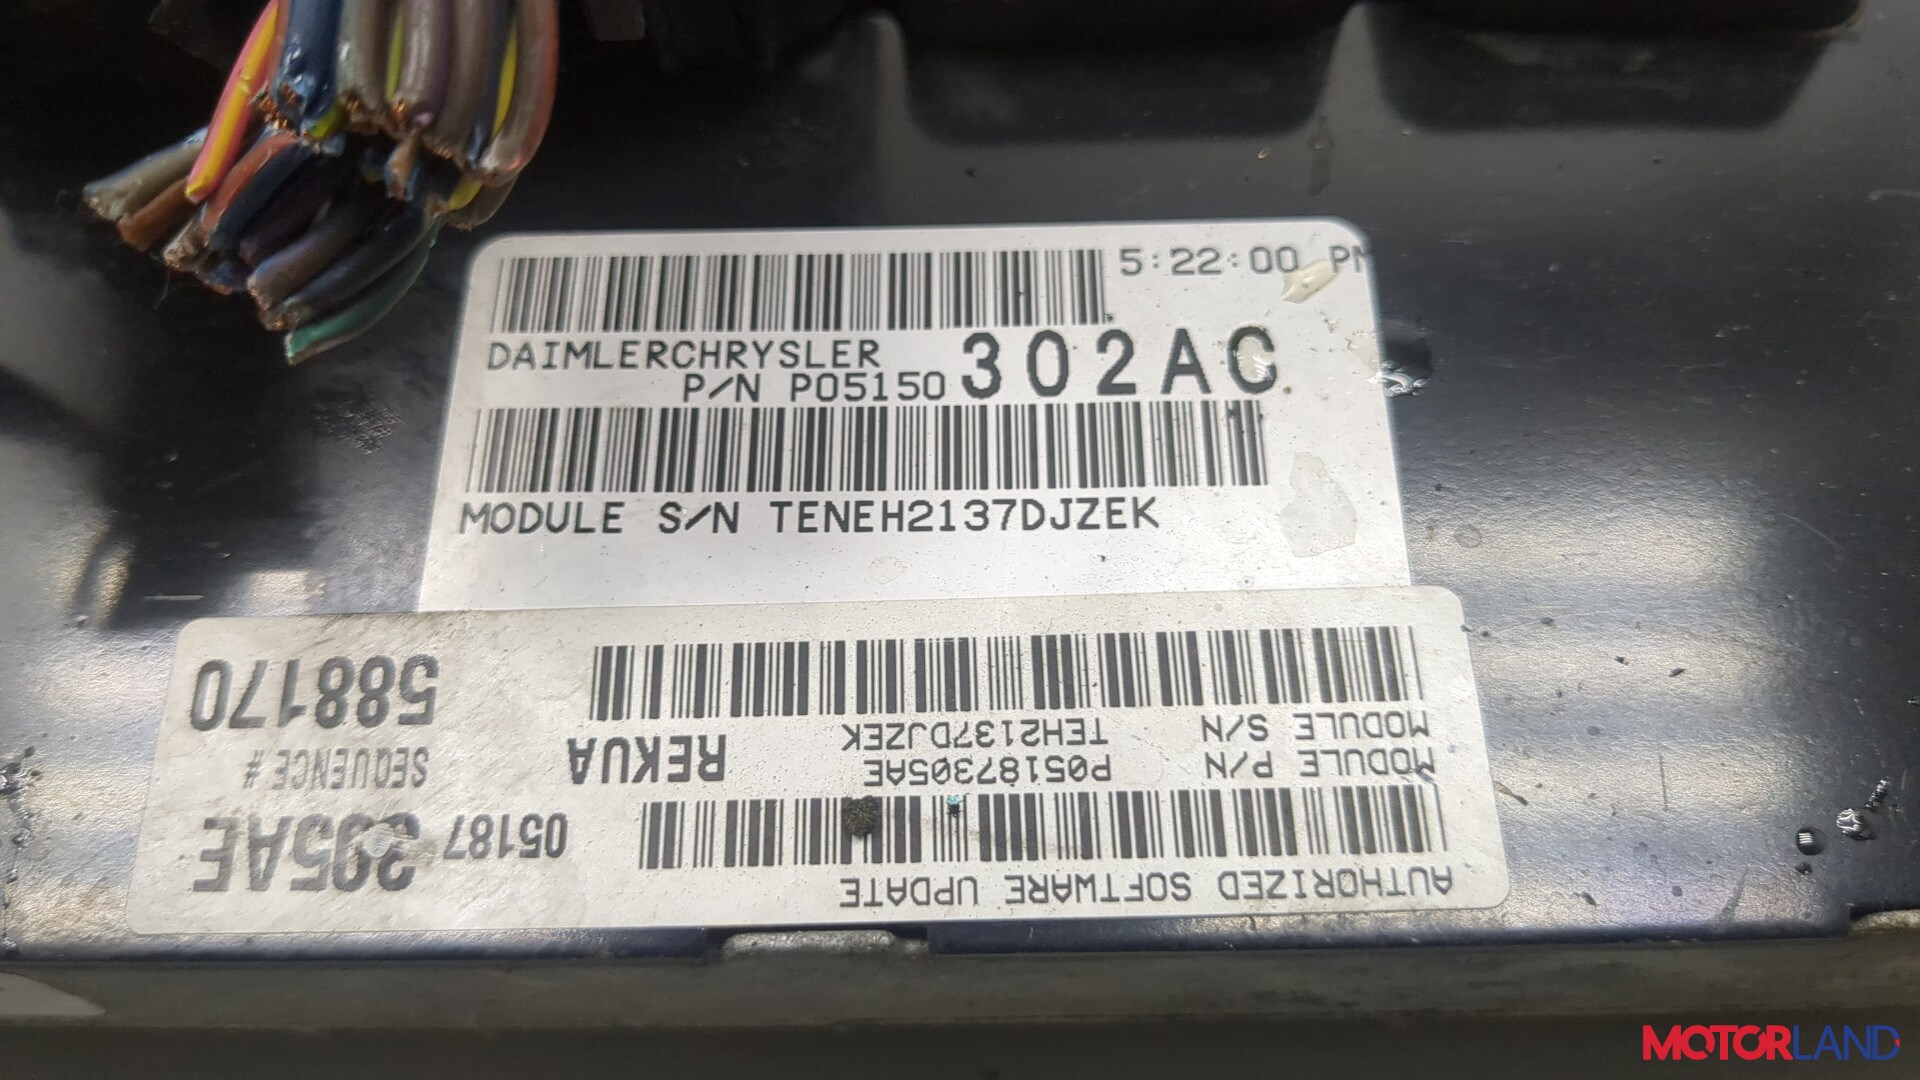 5:22:00 PM
DAIMLERCHRYSLER
P/N P05150 302AC
MODULE S/N TENEH2137DJZEK
AUTHORIZED SOFTWARE UPDATE
05187 305AE
MODULE P/N P05187305AE
MODULE S/N TEH2137DJZEK
REKUA
SEQUENCE #
588170
MOTORLAND